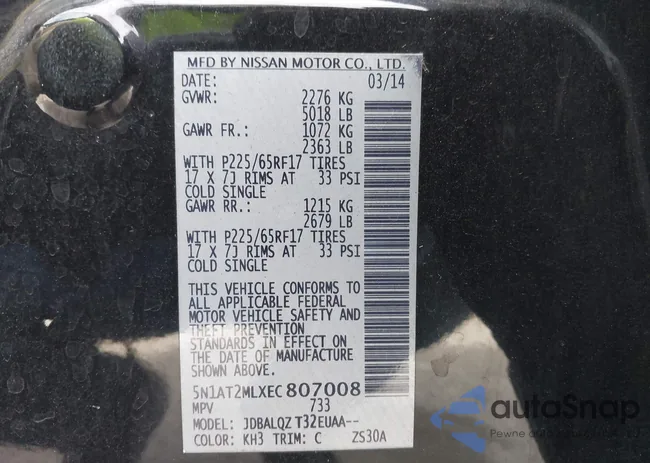 MFD BY NISSAN MOTOR CO., LTD.
DATE: 03/14
GVWR: 2276 KG
5018 LB
GAWR FR.: 1072 KG
2363 LB
WITH P225/65RF17 TIRES
17 X 7J RIMS AT 33 PSI
COLD SINGLE
GAWR RR.: 1215 KG
2679 LB
WITH P225/65RF17 TIRES
17 X 7J RIMS AT 33 PSI
COLD SINGLE
THIS VEHICLE CONFORMS TO
ALL APPLICABLE FEDERAL
MOTOR VEHICLE SAFETY AND
THEFT PREVENTION
STANDARDS IN EFFECT ON
THE DATE OF MANUFACTURE
SHOWN ABOVE.
5N1AT2MLXEC807008
MPV 733
MODEL: JDBALQZ T32EUAA--
COLOR: KH3 TRIM: C ZS30A
autoSnap
Pewne auto